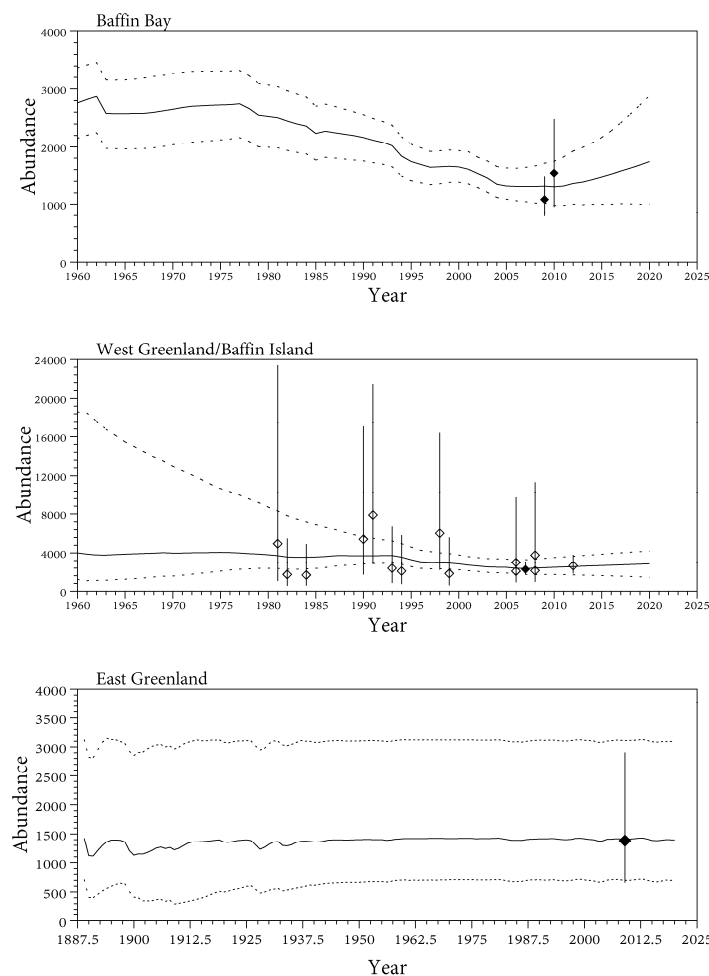 Baffin Bay
4000
3000
2000
1000
0
Abundance
1960 1965 1970 1975 1980 1985 1990 1995 2000 2005 2010 2015 2020 2025
Year
West Greenland/Baffin Island
24000
20000
16000
12000
8000
4000
0
Abundance
1960 1965 1970 1975 1980 1985 1990 1995 2000 2005 2010 2015 2020 2025
Year
East Greenland
4000
3500
3000
2500
2000
1500
1000
500
0
Abundance
1887.5 1900 1912.5 1925 1937.5 1950 1962.5 1975 1987.5 2000 2012.5 2025
Year